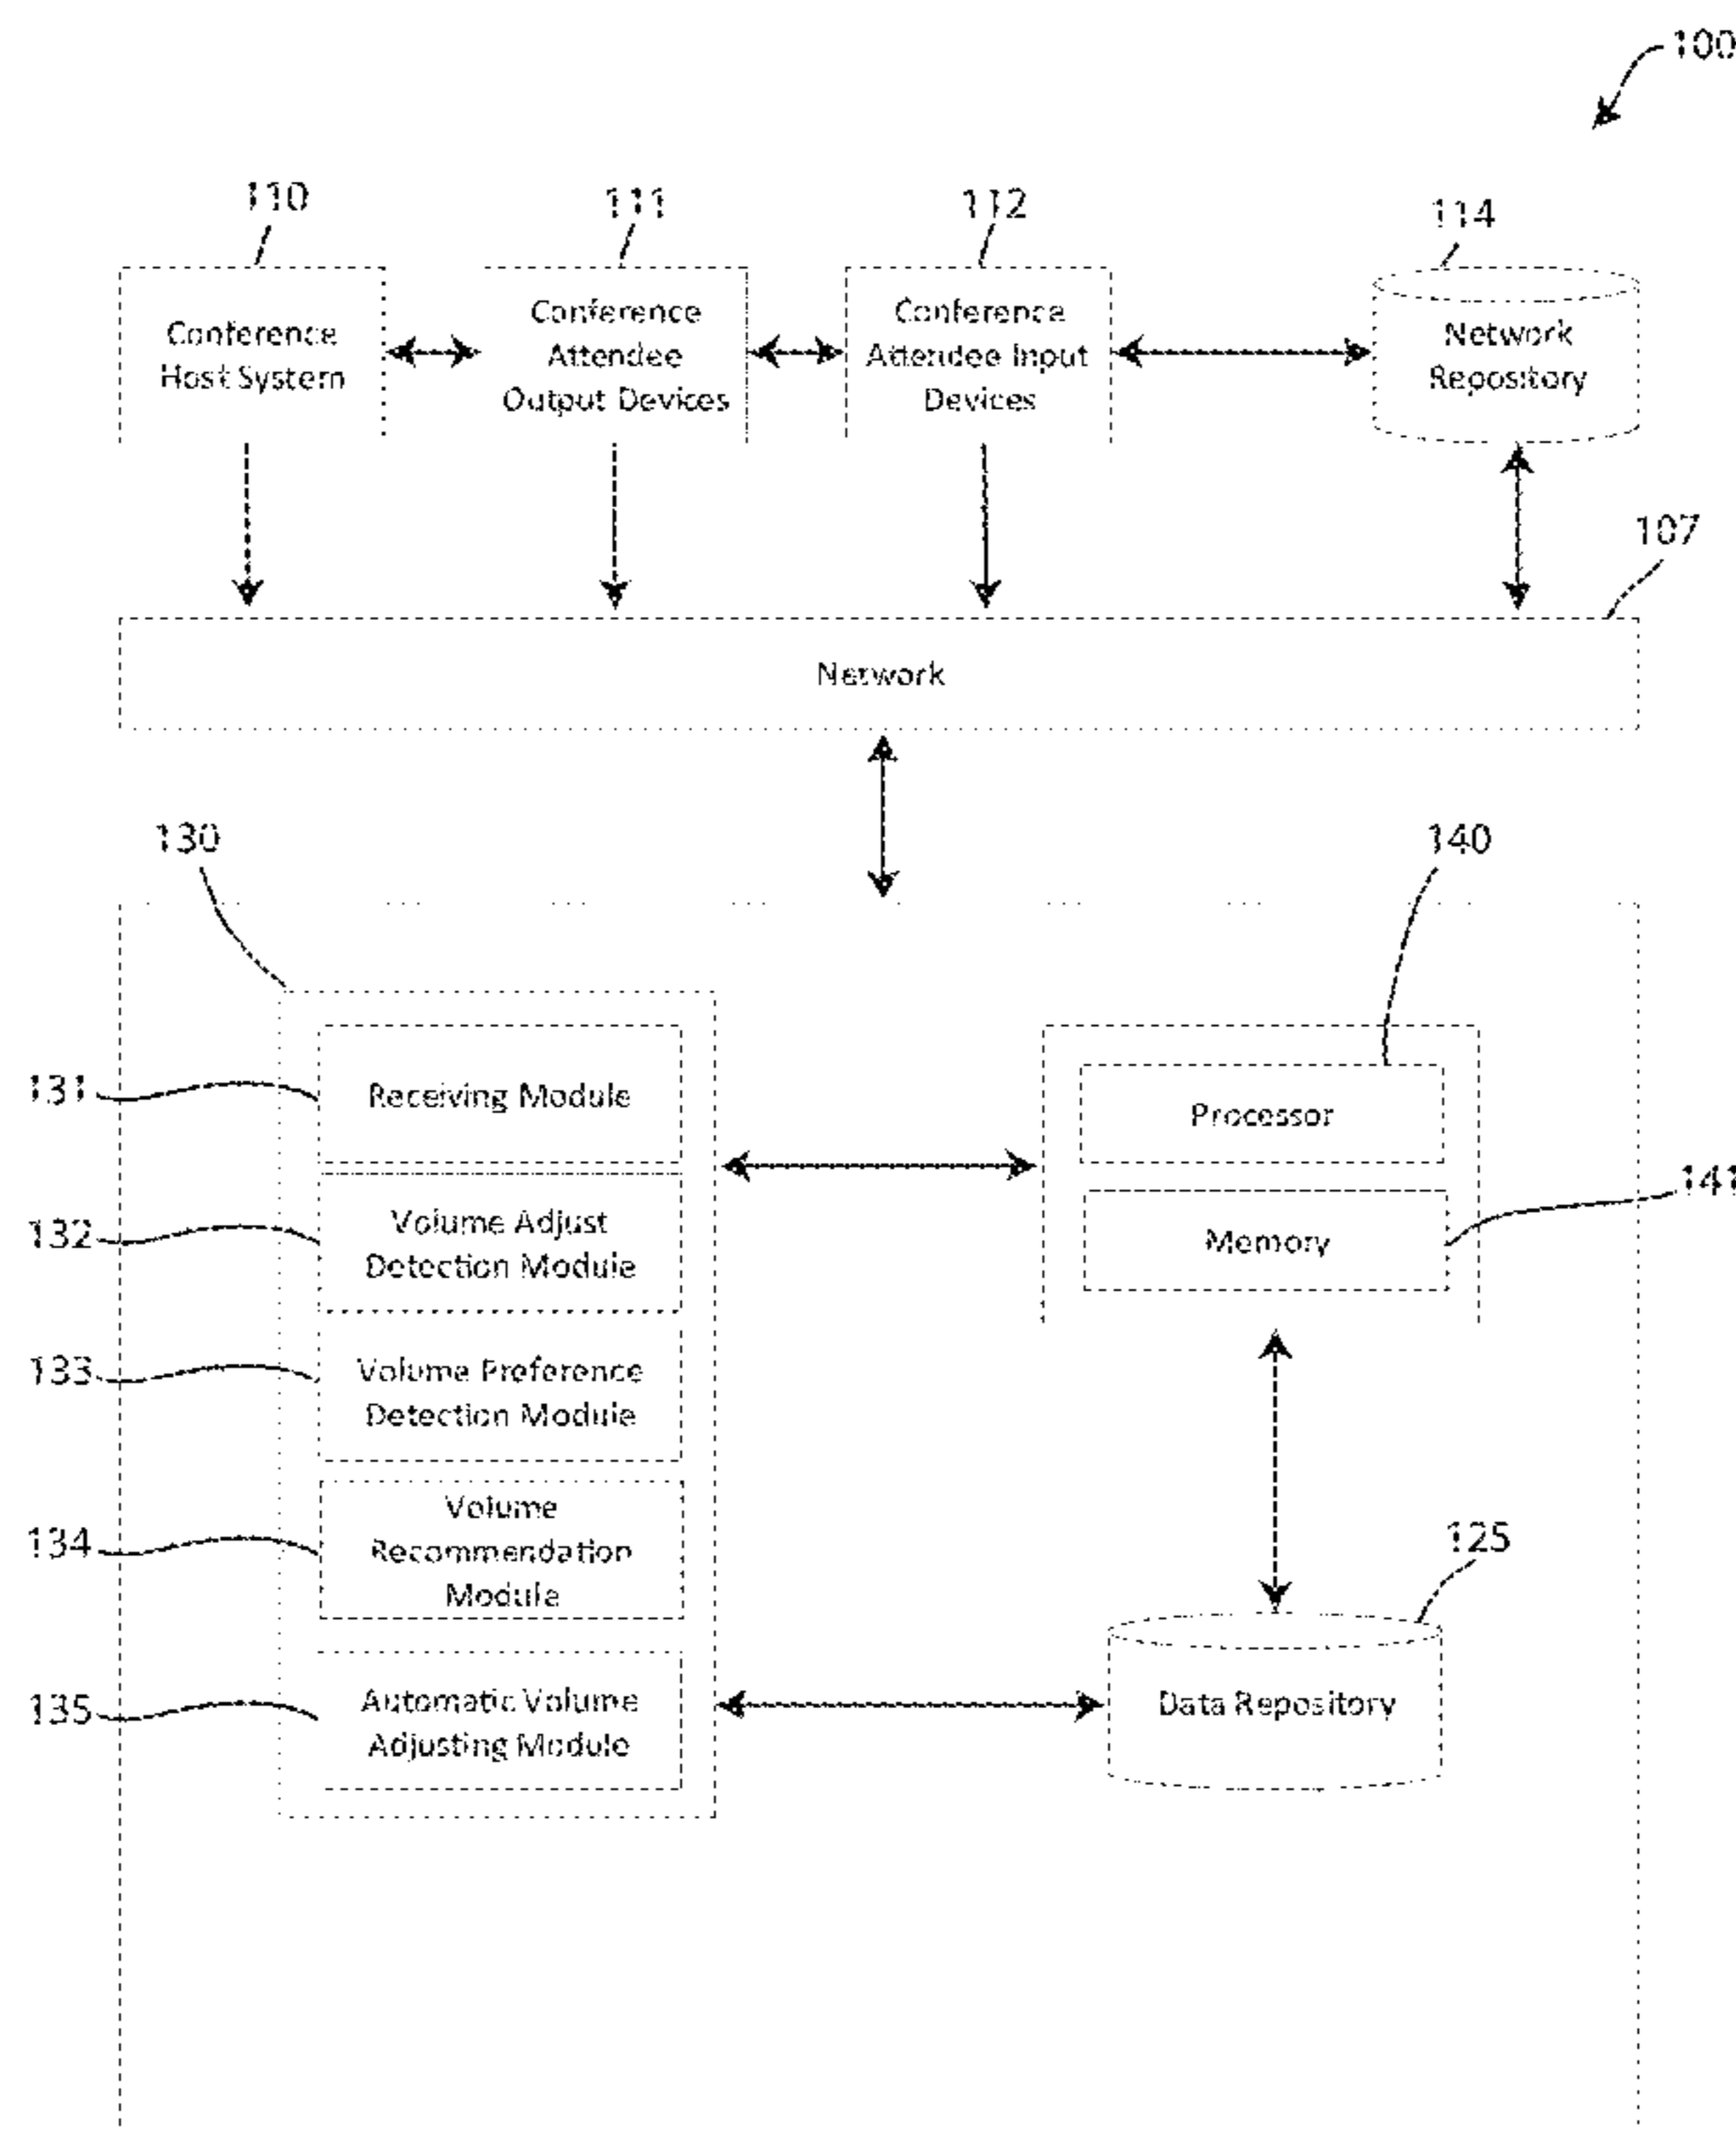 100
110
111
112
114
Conference
Host System
Conference
Attendee
Output Devices
Conference
Attendee Input
Devices
Network
Repository
107
Network
130
140
131
Receiving Module
Processor
141
132
Volume Adjust
Detection Module
Memory
133
Volume Preference
Detection Module
134
Volume
Recommendation
Module
125
135
Automatic Volume
Adjusting Module
Data Repository